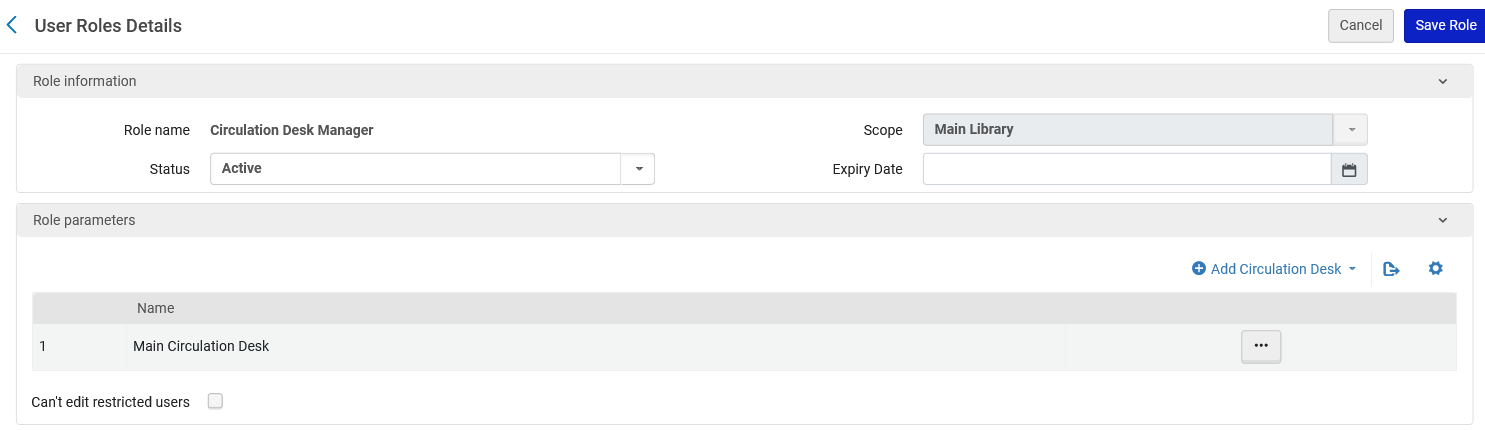 User Roles Details
Cancel
Save Role
Role information
Role name Circulation Desk Manager
Scope Main Library
Status Active
Expiry Date
Role parameters
Add Circulation Desk
Name
1 Main Circulation Desk
Can't edit restricted users